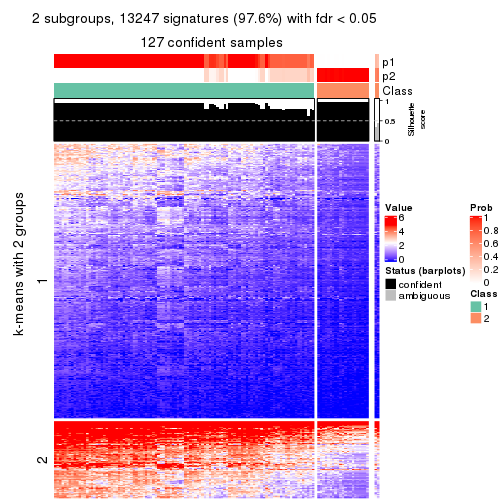 2 subgroups, 13247 signatures (97.6%) with fdr < 0.05
127 confident samples
p1
p2
Class
1
0.5
0
Silhouette
score
k-means with 2 groups
1
2
Value
6
4
2
0
Status (barplots)
confident
ambiguous
Prob
1
0.8
0.6
0.4
0.2
0
Class
1
2